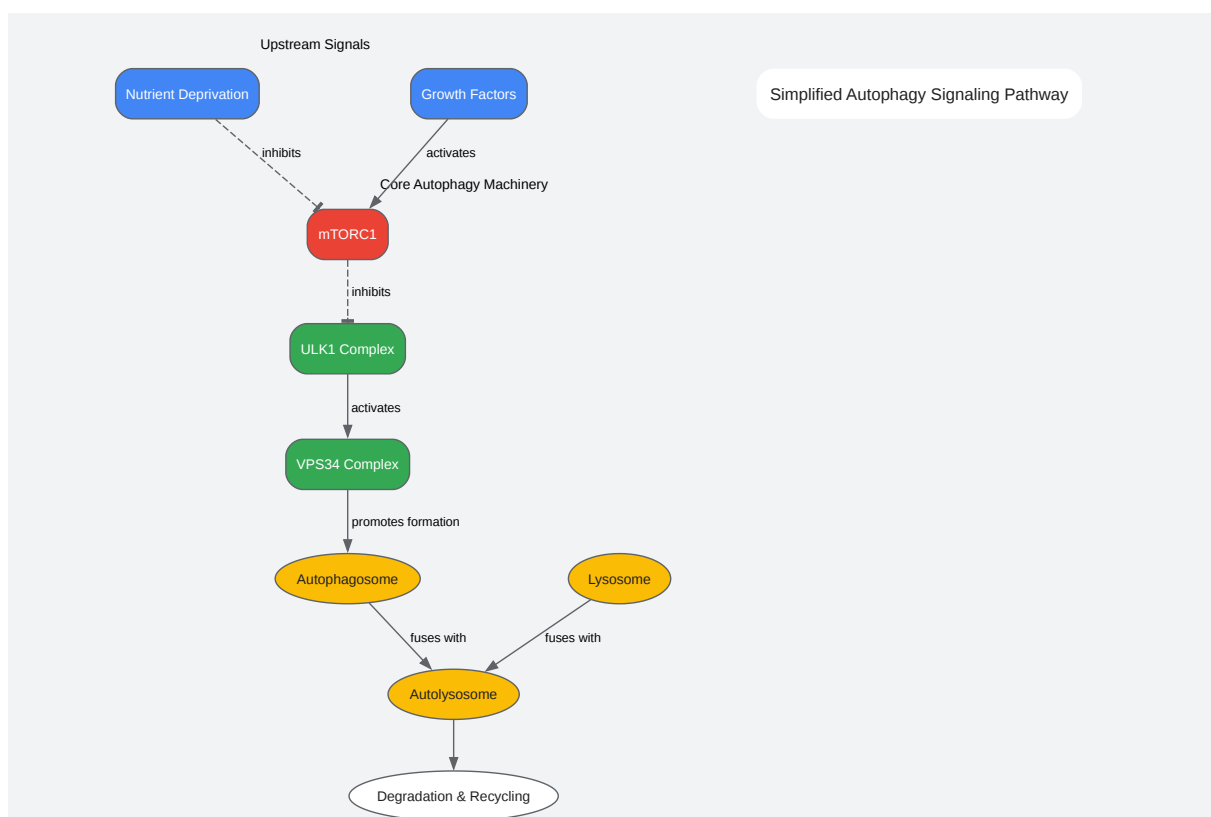 Upstream Signals
Nutrient Deprivation
Growth Factors
Simplified Autophagy Signaling Pathway
inhibits
activates
Core Autophagy Machinery
mTORC1
inhibits
ULK1 Complex
activates
VPS34 Complex
promotes formation
Autophagosome
Lysosome
fuses with
fuses with
Autolysosome
Degradation & Recycling